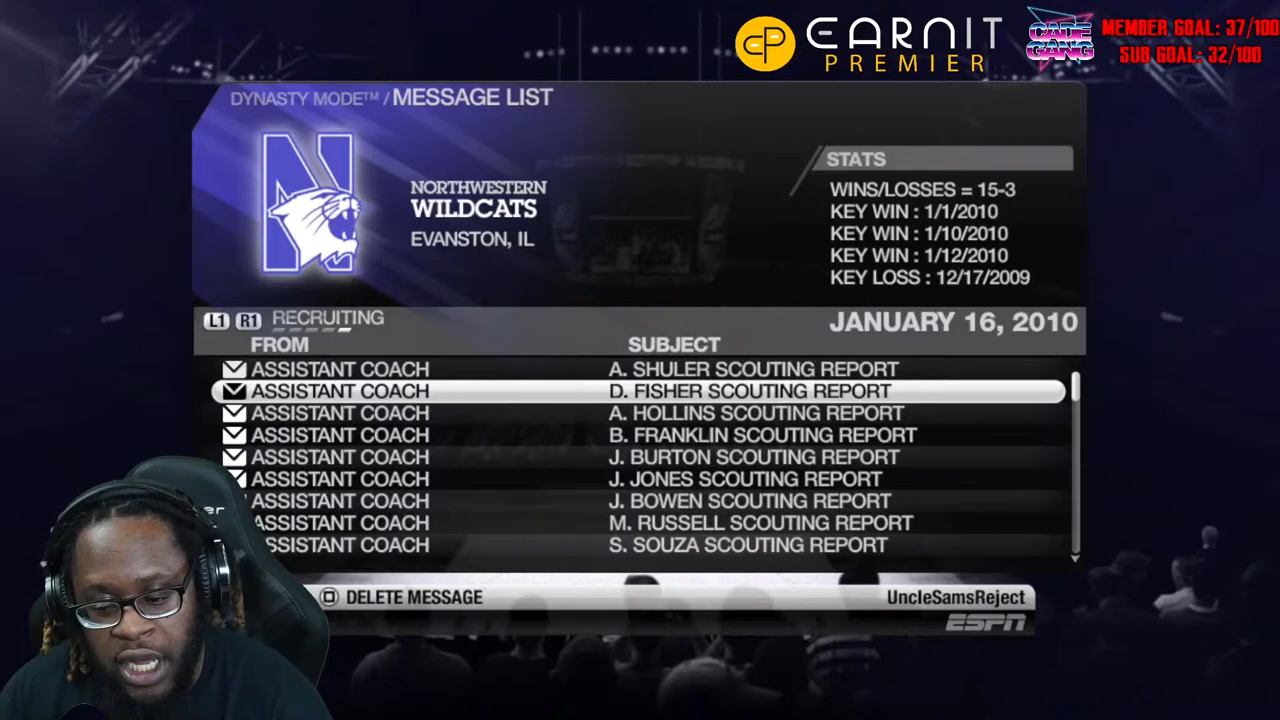 EARNIT
PREMIER
CADE
GANG
MEMBER GOAL: 37/100
SUB GOAL: 32/100
DYNASTY MODE™ / MESSAGE LIST
NORTHWESTERN
WILDCATS
EVANSTON, IL
STATS
WINS/LOSSES = 15-3
KEY WIN : 1/1/2010
KEY WIN : 1/10/2010
KEY WIN : 1/12/2010
KEY LOSS : 12/17/2009
L1 R1 RECRUITING
JANUARY 16, 2010
FROM SUBJECT
ASSISTANT COACH A. SHULER SCOUTING REPORT
ASSISTANT COACH D. FISHER SCOUTING REPORT
ASSISTANT COACH A. HOLLINS SCOUTING REPORT
ASSISTANT COACH B. FRANKLIN SCOUTING REPORT
ASSISTANT COACH J. BURTON SCOUTING REPORT
ASSISTANT COACH J. JONES SCOUTING REPORT
ASSISTANT COACH J. BOWEN SCOUTING REPORT
ASSISTANT COACH M. RUSSELL SCOUTING REPORT
ASSISTANT COACH S. SOUZA SCOUTING REPORT
DELETE MESSAGE UncleSamsReject
ESPN